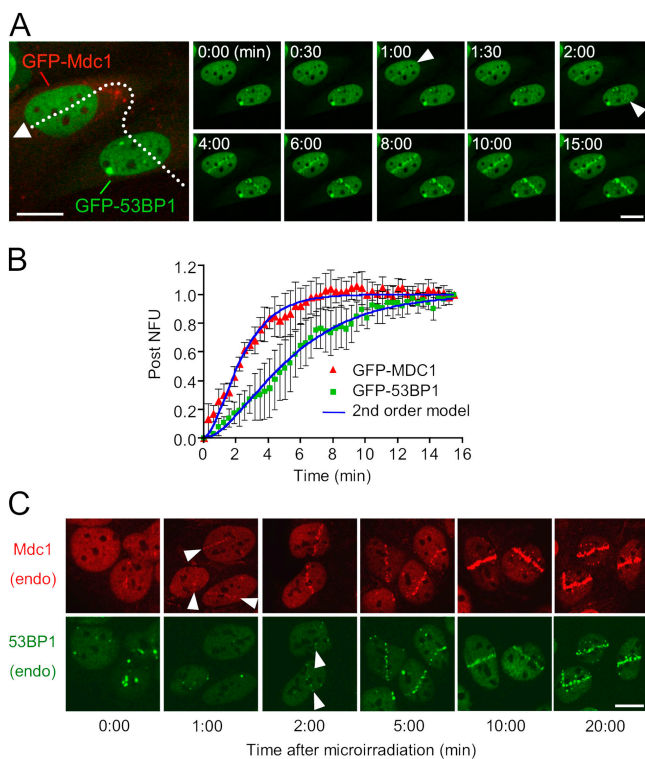 A
GFP-Mdc1
GFP-53BP1
0:00 (min)
0:30
1:00
1:30
2:00
4:00
6:00
8:00
10:00
15:00
B
Post NFU
1.2
1.0
0.8
0.6
0.4
0.2
0.0
0 2 4 6 8 10 12 14 16
Time (min)
GFP-MDC1
GFP-53BP1
2nd order model
C
Mdc1
(endo)
53BP1
(endo)
0:00 1:00 2:00 5:00 10:00 20:00
Time after microirradiation (min)